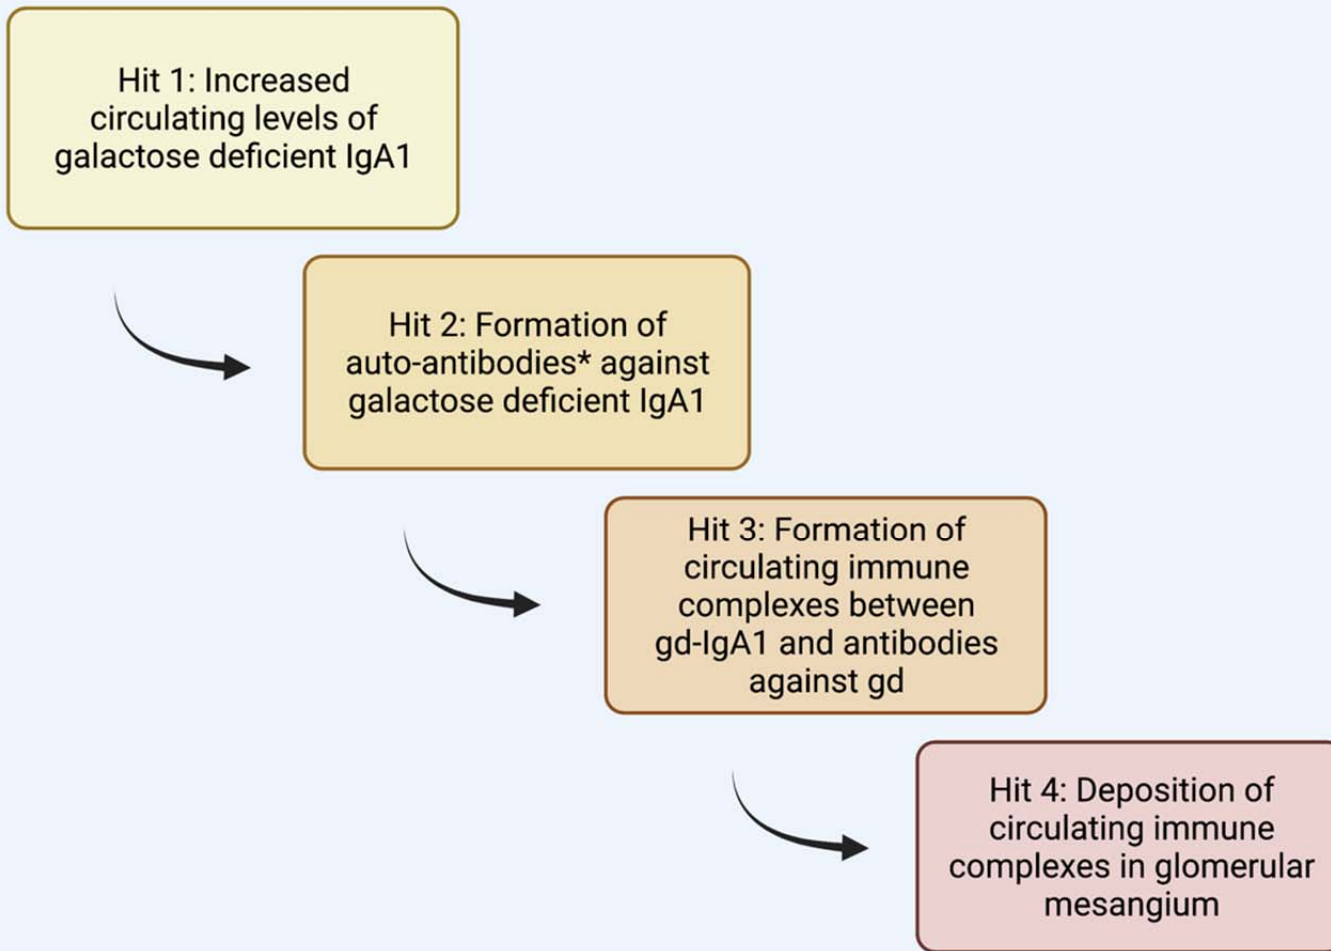 Hit 1: Increased
circulating levels of
galactose deficient IgA1
Hit 2: Formation of
auto-antibodies* against
galactose deficient IgA1
Hit 3: Formation of
circulating immune
complexes between
gd-IgA1 and antibodies
against gd
Hit 4: Deposition of
circulating immune
complexes in glomerular
mesangium